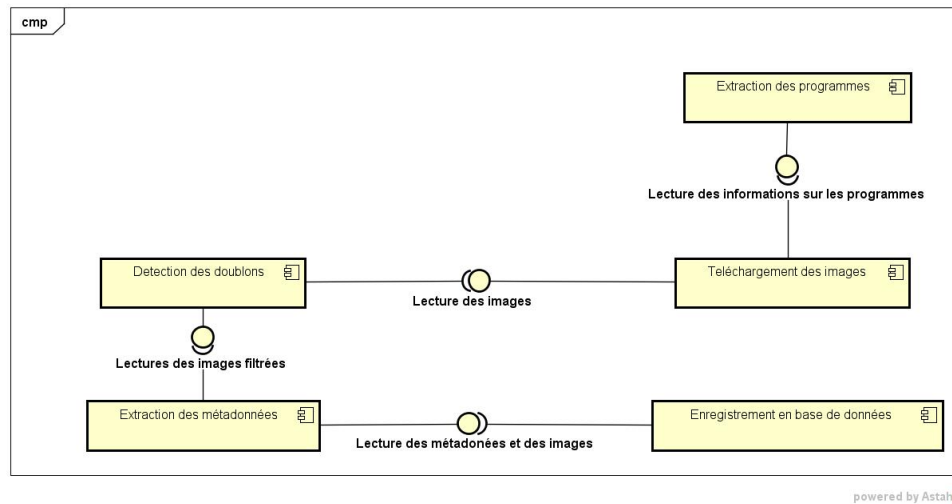 cmp
Extraction des programmes
Lecture des informations sur les programmes
Detection des doublons
Teléchargement des images
Lecture des images
Lectures des images filtrées
Extraction des métadonnées
Enregistrement en base de données
Lecture des métadonées et des images
powered by Astah